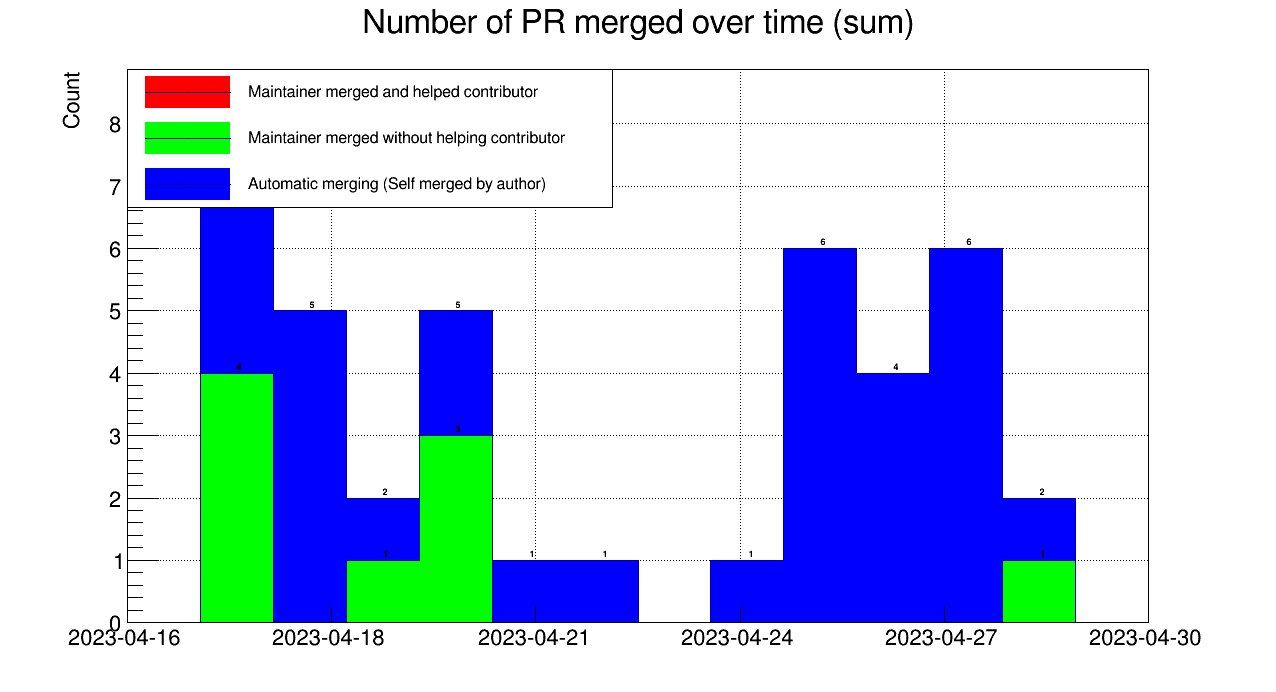 Number of PR merged over time (sum)
Count
Maintainer merged and helped contributor
Maintainer merged without helping contributor
Automatic merging (Self merged by author)
8
7
6
5
4
3
2
1
0
6 6
5 5
4 4
3
2 2
1 1 1 1 1
2023-04-16 2023-04-18 2023-04-21 2023-04-24 2023-04-27 2023-04-30